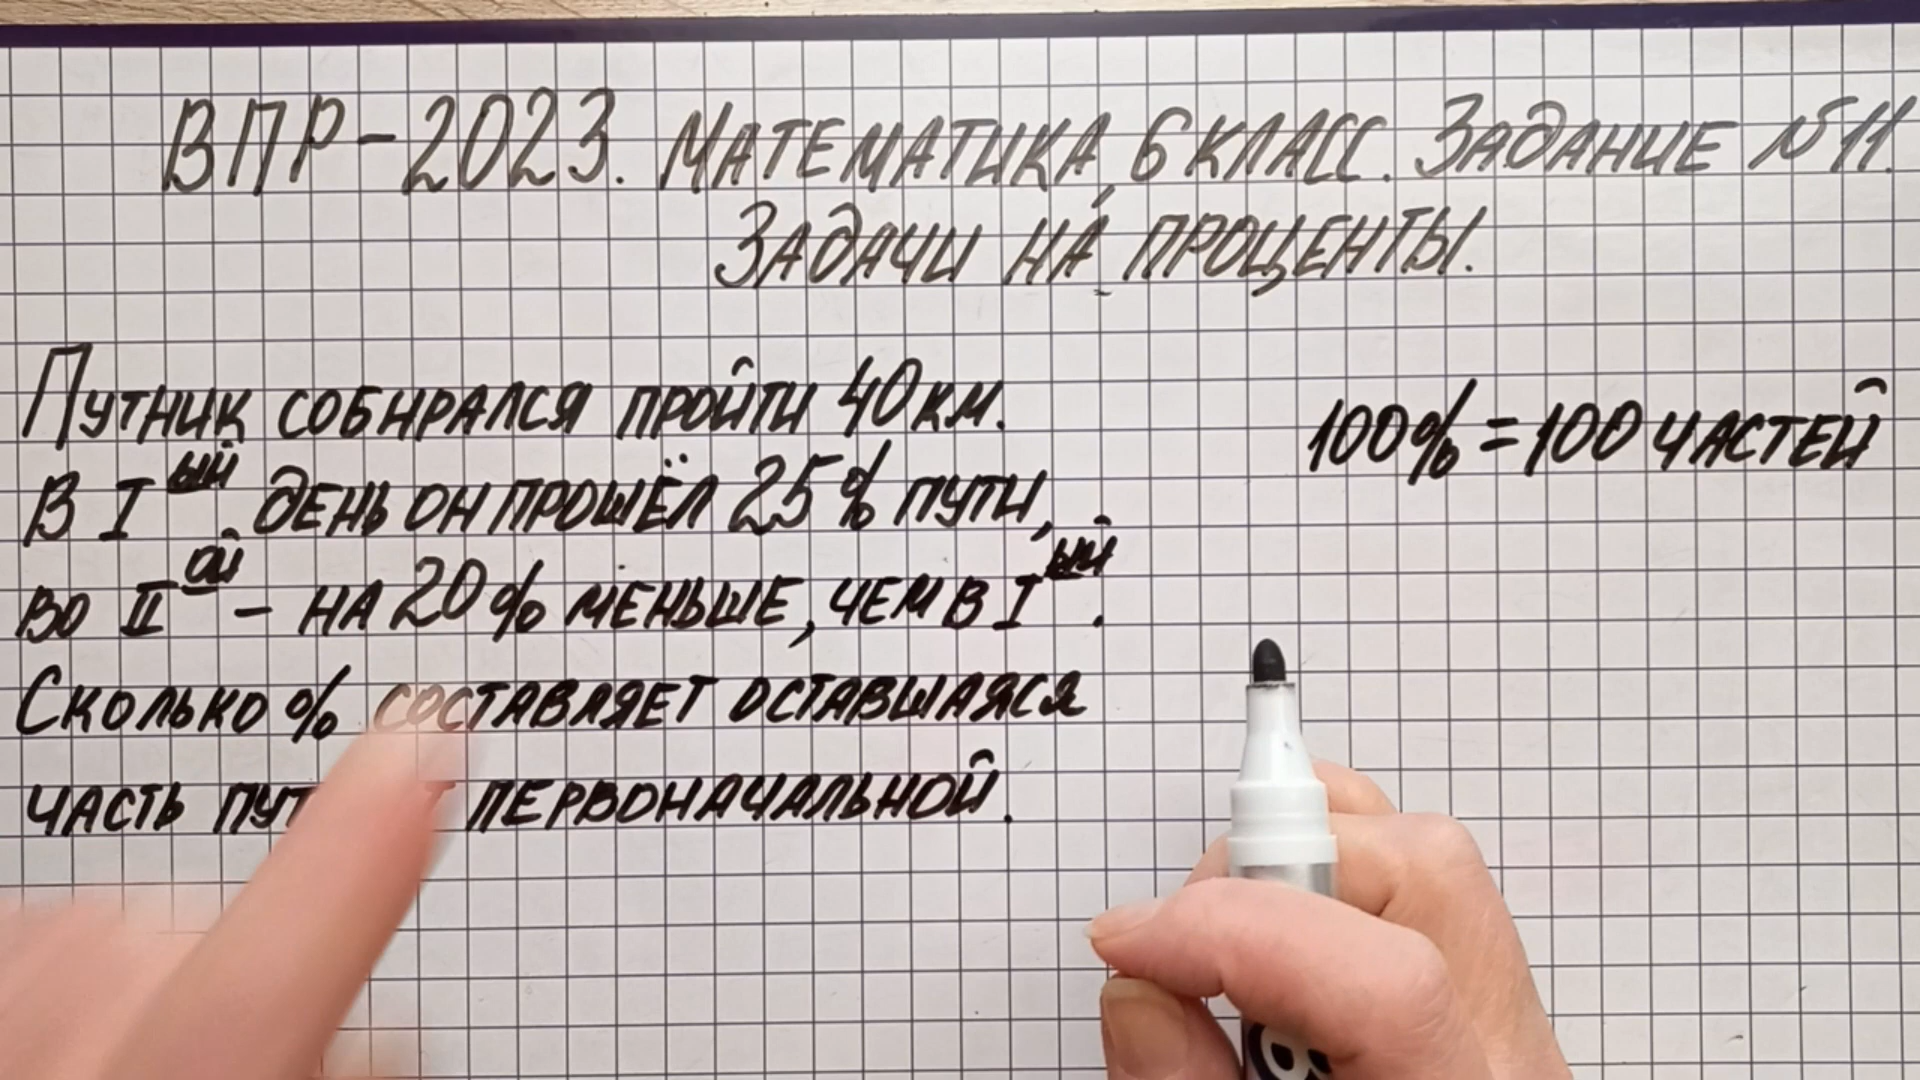 ВПР-2023. Математика, 6 класс. Задание №11.
Задачи на проценты.
Путник собирался пройти 40 км.
100% = 100 частей
В I ый день он прошёл 25% пути,
во II ой - на 20% меньше, чем в I ый.
Сколько % составляет оставшаяся
часть первоначальной.